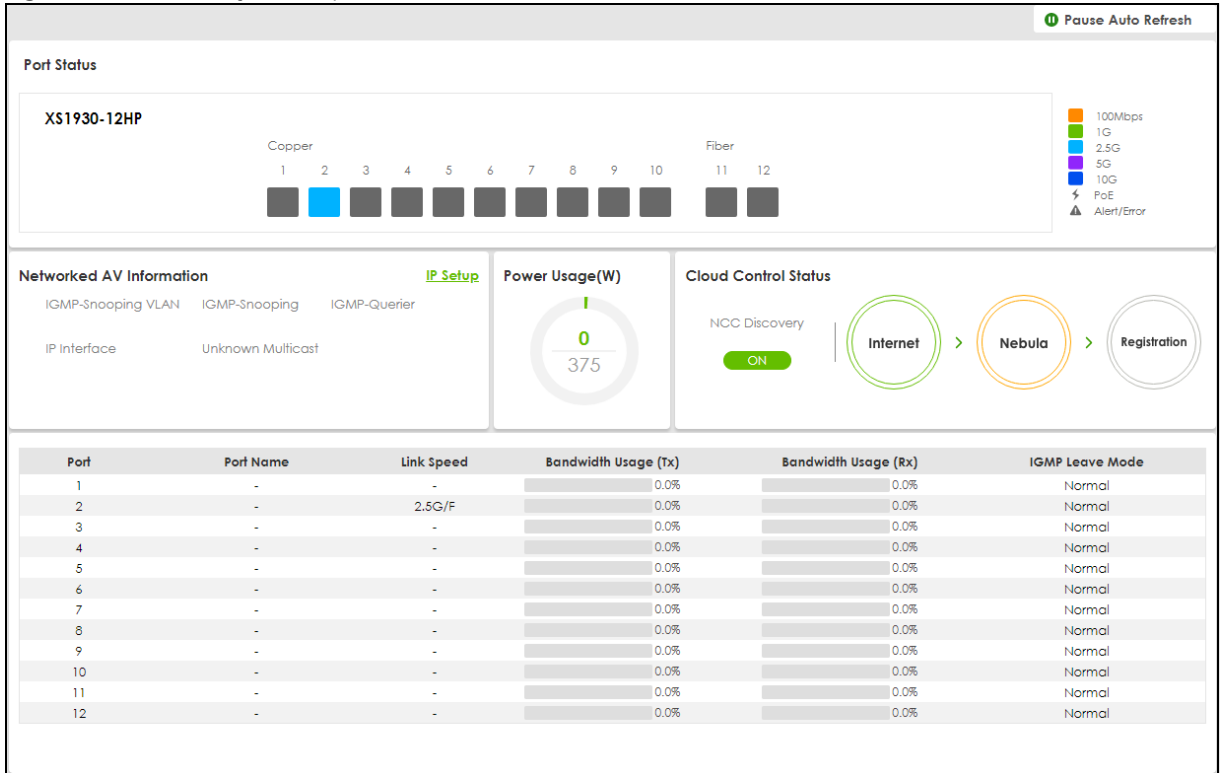 Pause Auto Refresh
Port Status
XS1930-12HP
Copper Fiber
1 2 3 4 5 6 7 8 9 10 11 12
100Mbps
1G
2.5G
5G
10G
PoE
Alert/Error
Networked AV Information IP Setup
IGMP-Snooping VLAN IGMP-Snooping IGMP-Querier
IP Interface Unknown Multicast
Power Usage(W)
0
375
Cloud Control Status
NCC Discovery
ON
Internet > Nebula > Registration
Port Port Name Link Speed Bandwidth Usage (Tx) Bandwidth Usage (Rx) IGMP Leave Mode
1 - - 0.0% 0.0% Normal
2 - 2.5G/F 0.0% 0.0% Normal
3 - - 0.0% 0.0% Normal
4 - - 0.0% 0.0% Normal
5 - - 0.0% 0.0% Normal
6 - - 0.0% 0.0% Normal
7 - - 0.0% 0.0% Normal
8 - - 0.0% 0.0% Normal
9 - - 0.0% 0.0% Normal
10 - - 0.0% 0.0% Normal
11 - - 0.0% 0.0% Normal
12 - - 0.0% 0.0% Normal